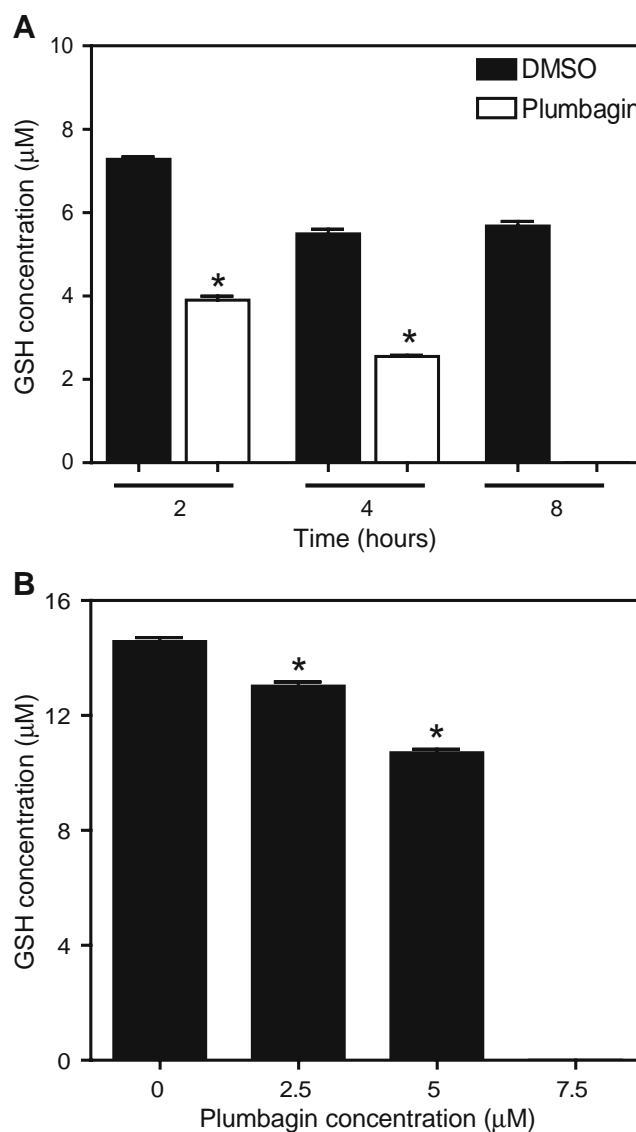 A
10
8
6
4
2
0
GSH concentration (µM)
DMSO
Plumbagin
*
*
2 4 8
Time (hours)
B
16
12
8
4
0
GSH concentration (µM)
*
*
0 2.5 5 7.5
Plumbagin concentration (µM)